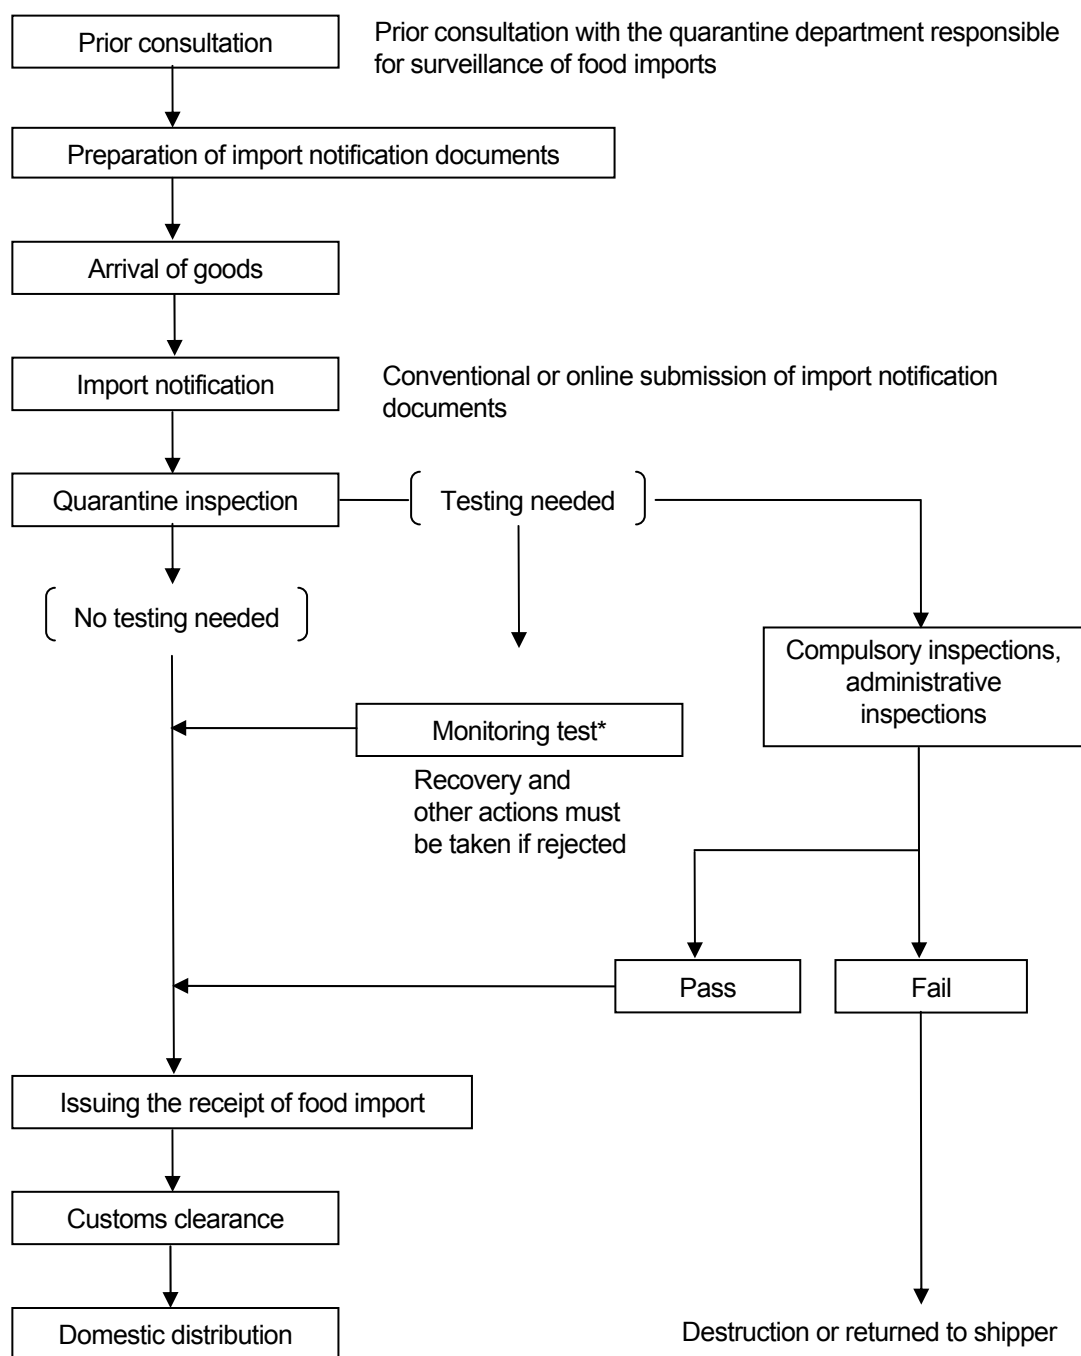 Prior consultation
Prior consultation with the quarantine department responsible
for surveillance of food imports
Preparation of import notification documents
Arrival of goods
Import notification
Conventional or online submission of import notification
documents
Quarantine inspection
Testing needed
No testing needed
Compulsory inspections,
administrative
inspections
Monitoring test*
Recovery and
other actions must
be taken if rejected
Pass
Fail
Issuing the receipt of food import
Customs clearance
Domestic distribution
Destruction or returned to shipper